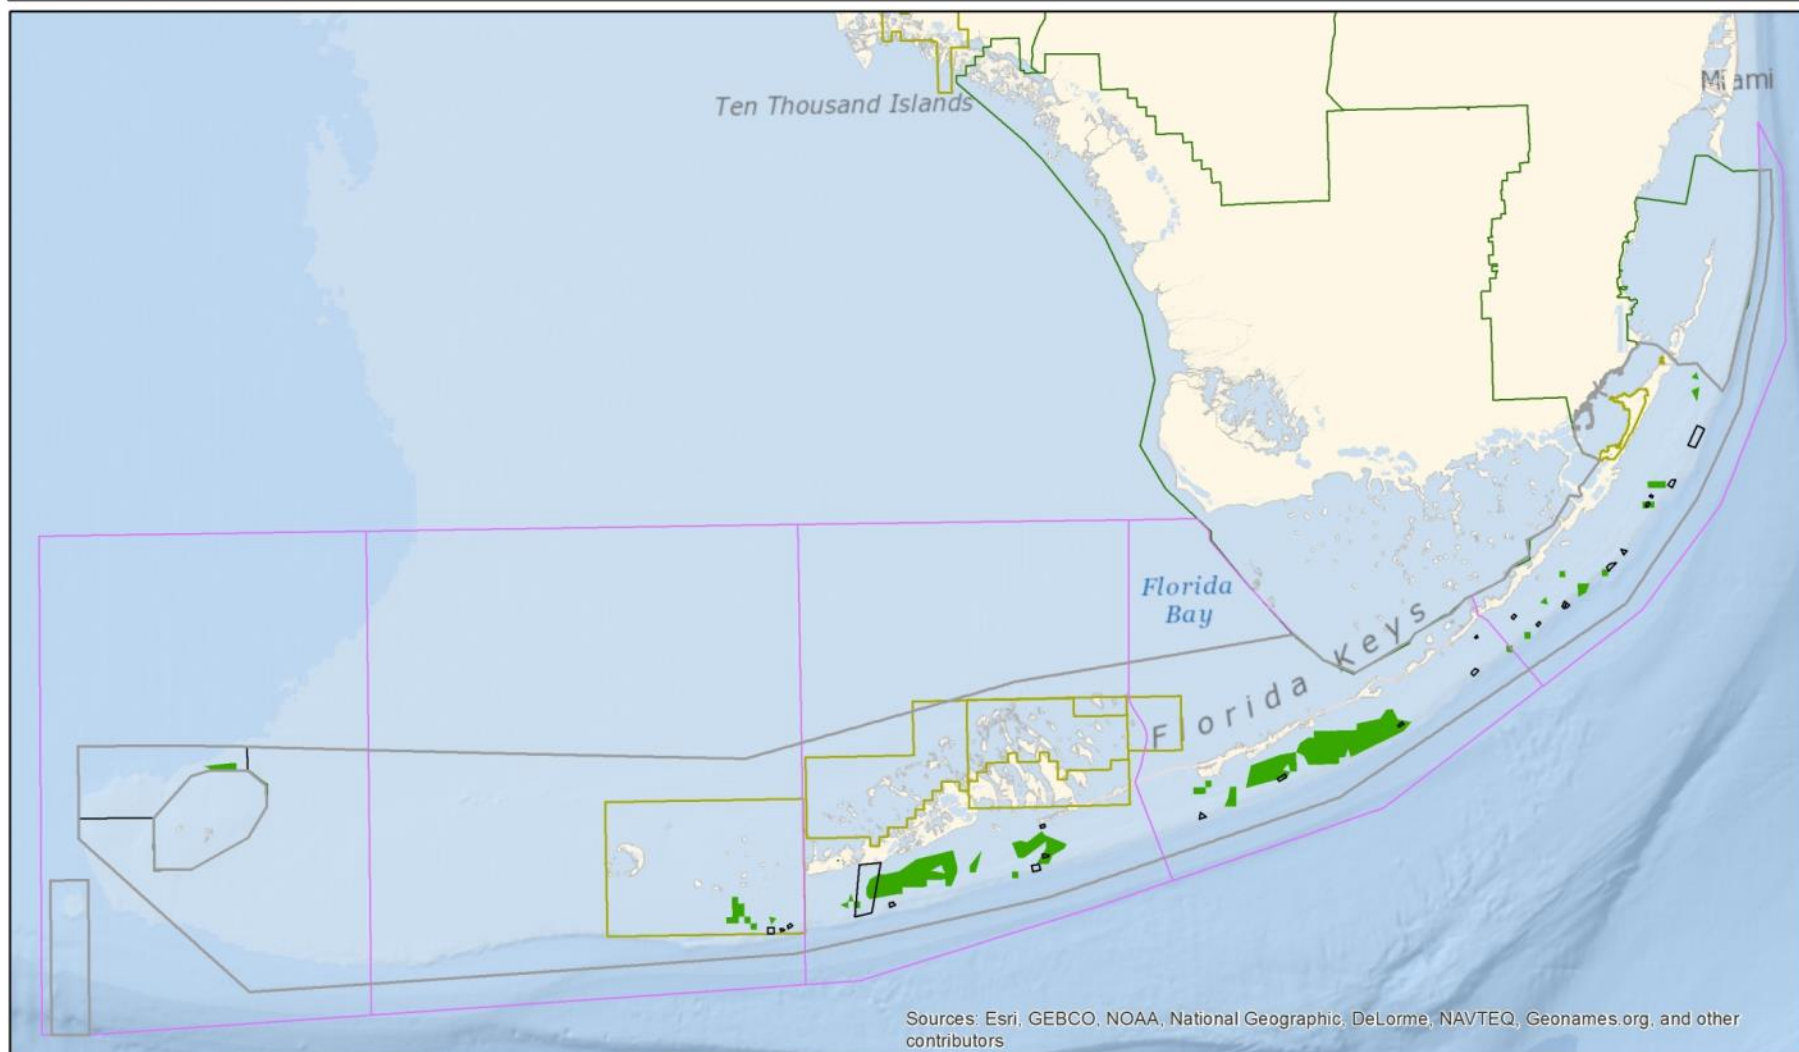 Miami
Ten Thousand Islands
Florida
Bay
Florida Keys
Sources: Esri, GEBCO, NOAA, National Geographic, DeLorme, NAVTEQ, Geonames.org, and other
contributors